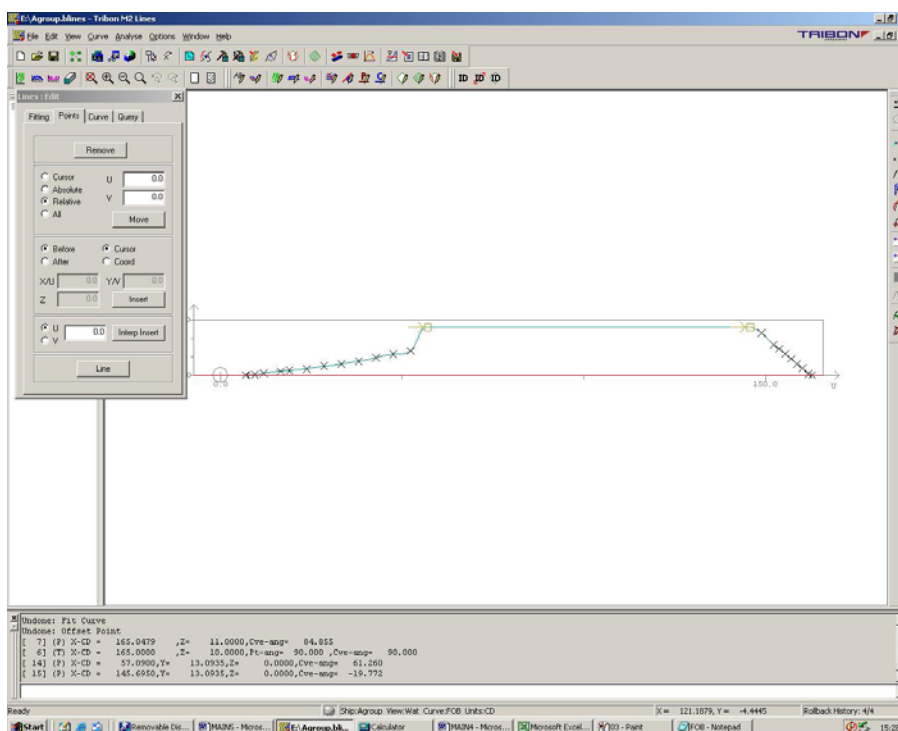 E:\Agroup.blines - Tribon M2 Lines
File Edit View Curve Analyse Options Window Help
TRIBON
ID ID ID
Lines : Edit
Fitting Points Curve Query
Remove
Cursor
Absolute
Relative
All
U 0.0
V 0.0
Move
Before
After
Cursor
Coord
X/U 0.0 Y/V 0.0
Z 0.0 Insert
U
V
0.0 Interp Insert
Line
0.0
150.0
U
Undone: Fit Curve
Undone: Offset Point
[ 7] (P) X-CD = 165.0479 ,Z= 11.0000,Cve-ang= 84.855
[ 6] (T) X-CD = 165.0000 ,Z= 10.0000,Pt-ang= 90.000 ,Cve-ang= 90.000
[ 14] (P) X-CD = 57.0900,Y= 13.0935,Z= 0.0000,Cve-ang= 61.260
[ 15] (P) X-CD = 145.6950,Y= 13.0935,Z= 0.0000,Cve-ang= -19.772
Ready
Ship:Agroup View:Wat Curve:FOB Units:CD
X = 121.1879, Y = -4.4445
Rollback History: 4/4
Start
Removable Dis...
MAIN5 - Micros...
E:\Agroup.bli...
Calculator
MAIN4 - Micros...
Microsoft Excel...
03 - Paint
FOB - Notepad
15:28